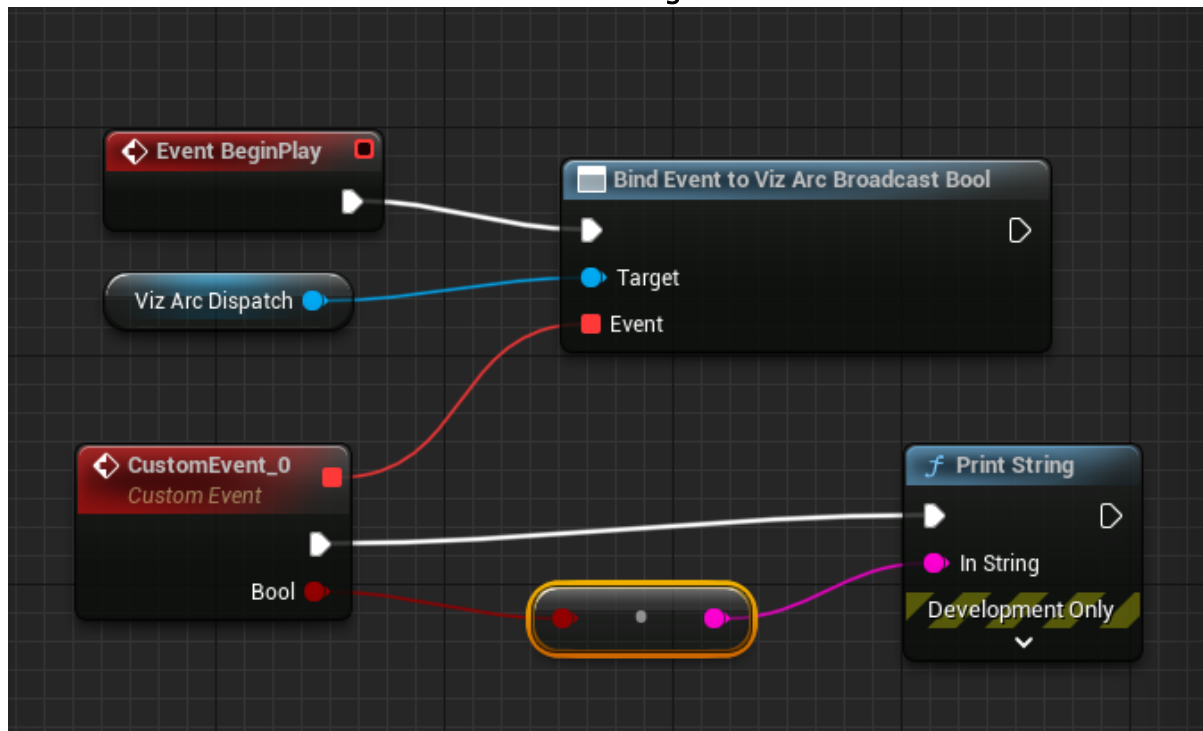 Event BeginPlay
Bind Event to Viz Arc Broadcast Bool
Target
Viz Arc Dispatch
Event
CustomEvent_0
Custom Event
Bool
f Print String
In String
Development Only